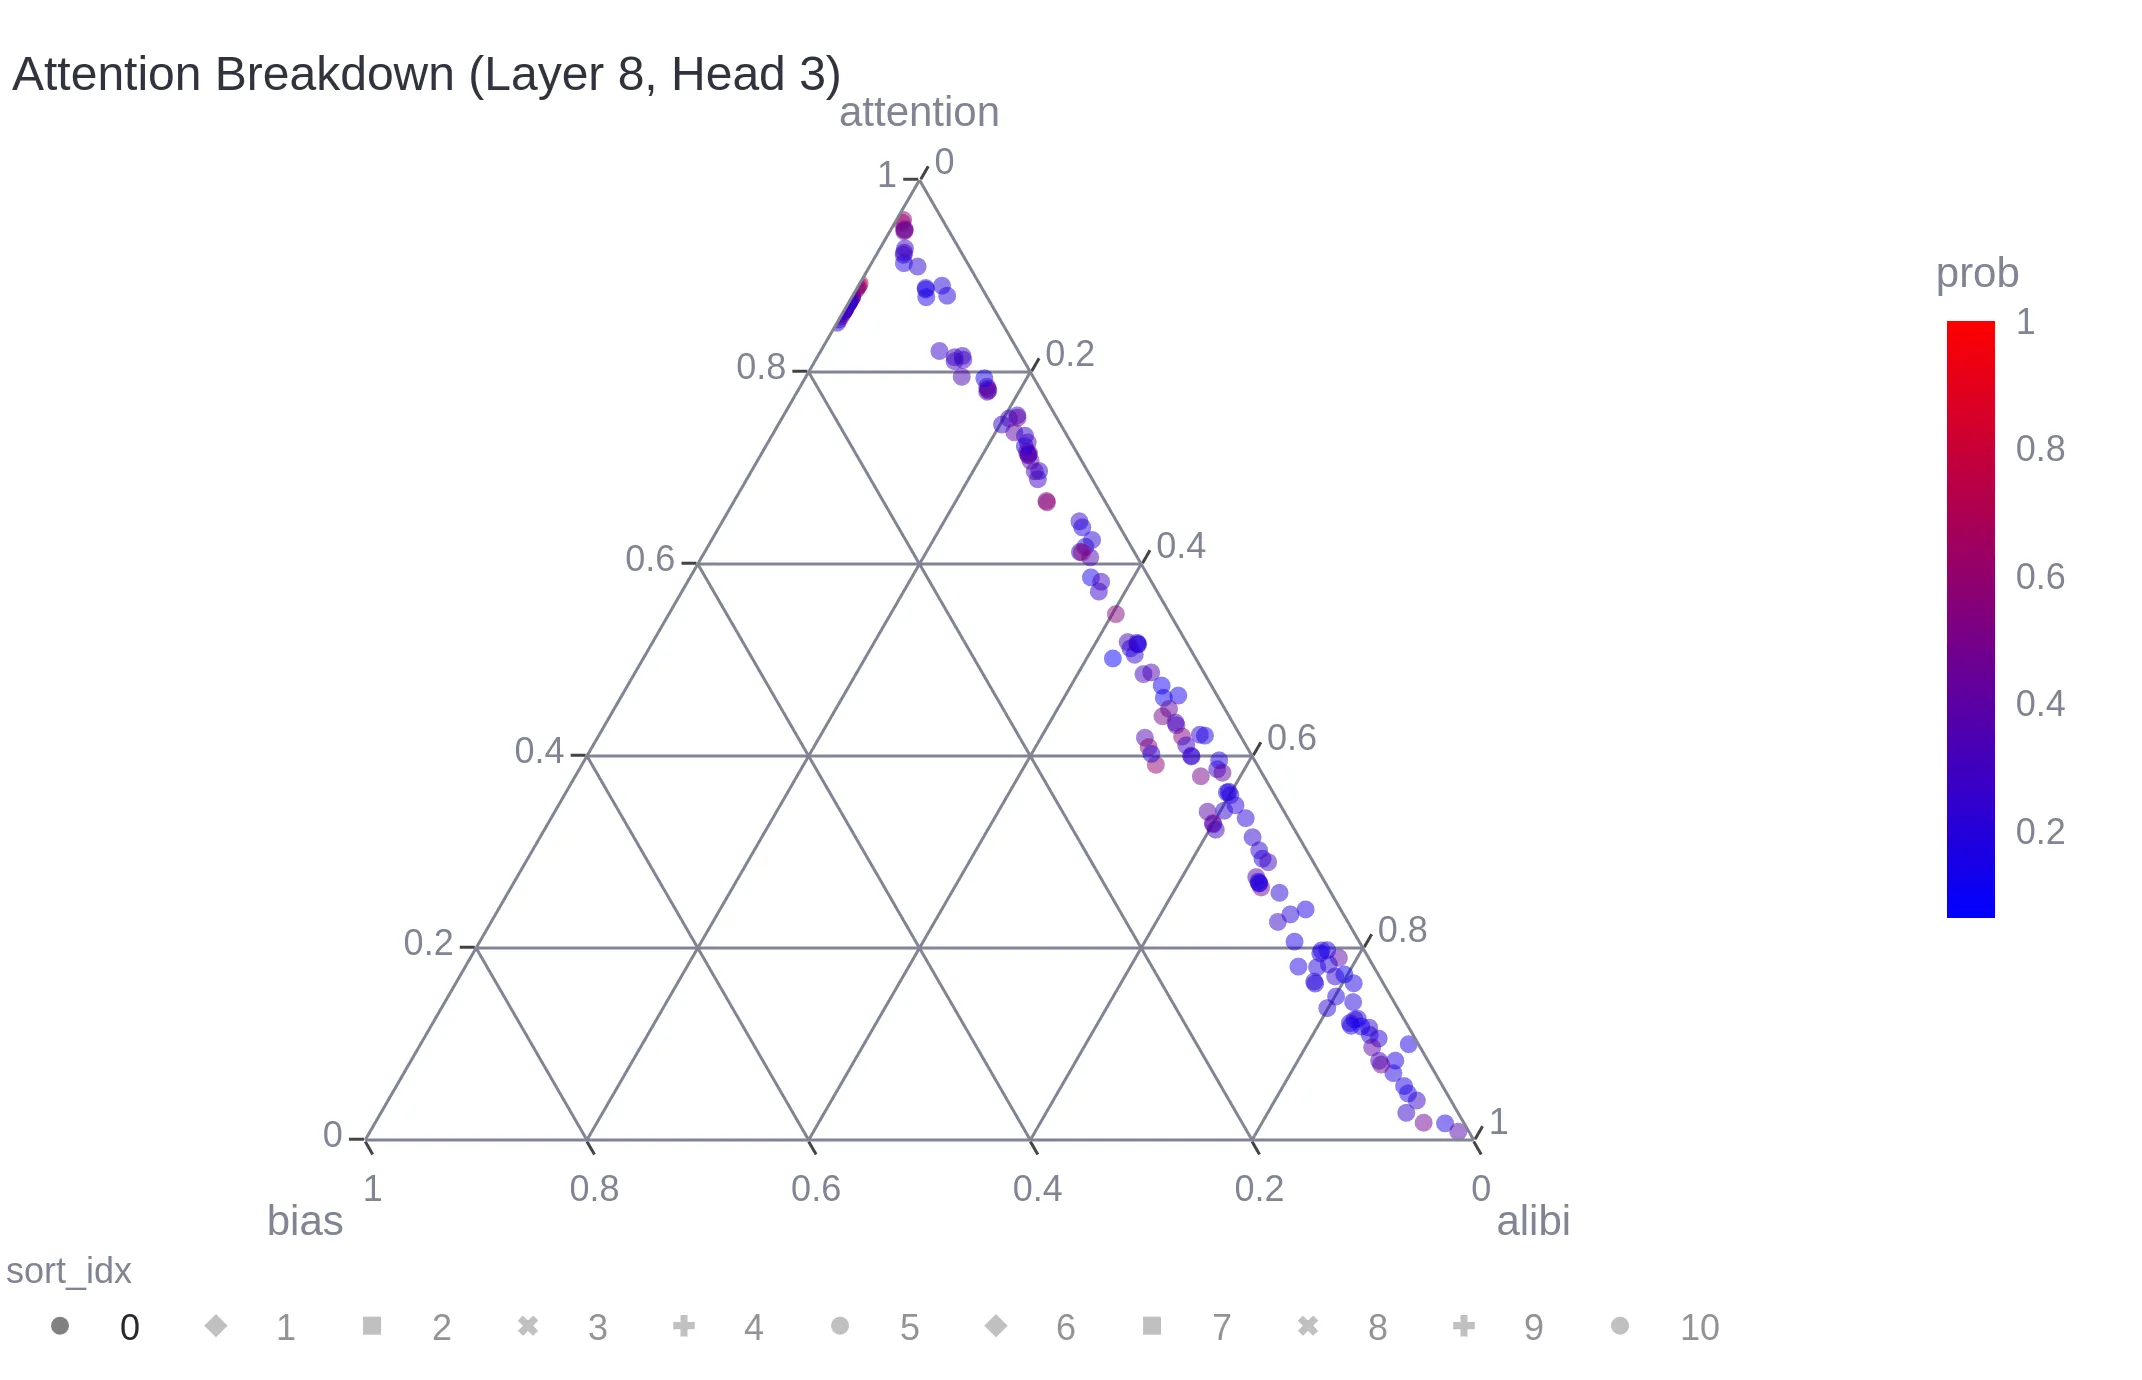 Attention Breakdown (Layer 8, Head 3)
attention
1 0
0.8 0.2
0.6 0.4
0.4 0.6
0.2 0.8
0 1
1 0.8 0.6 0.4 0.2 0
bias alibi
prob
1
0.8
0.6
0.4
0.2
sort_idx
0 1 2 3 4 5 6 7 8 9 10